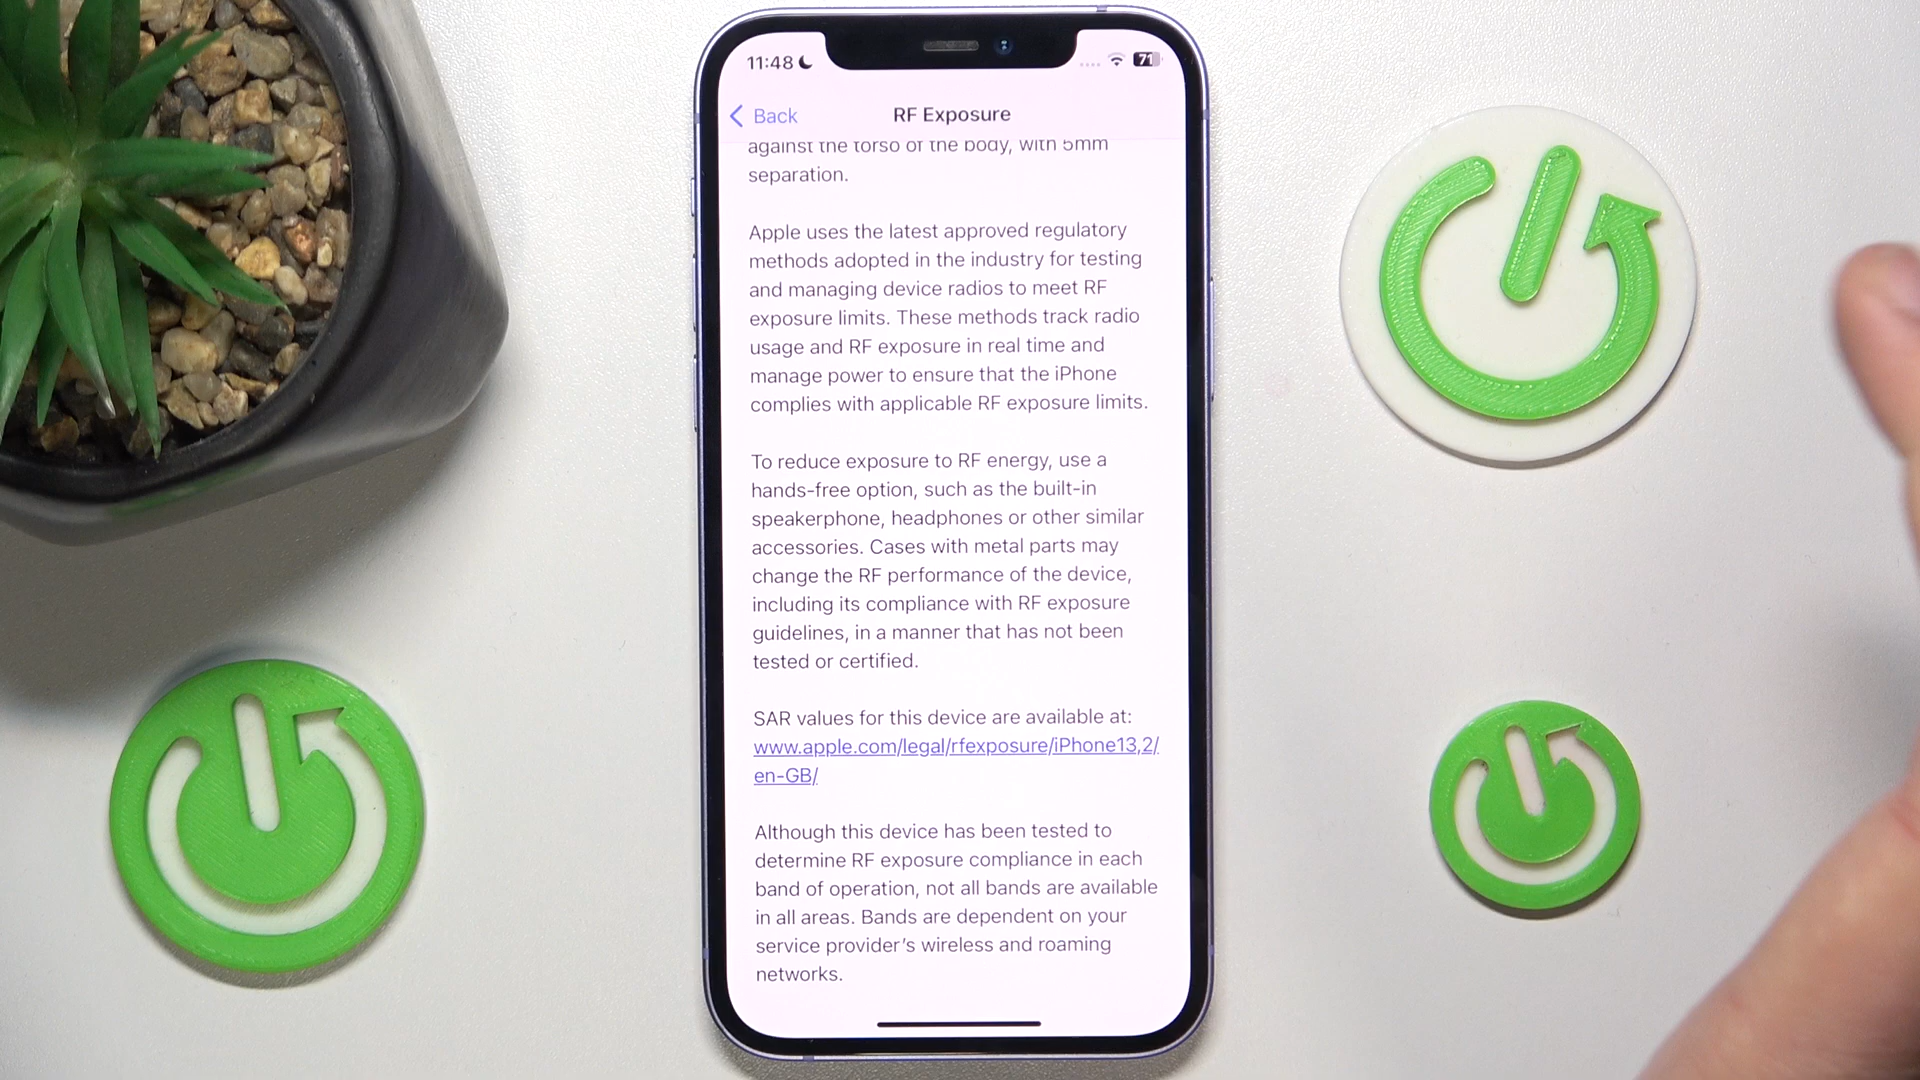 11:48
71
Back
RF Exposure
against the torso of the body, with 5mm
separation.
Apple uses the latest approved regulatory
methods adopted in the industry for testing
and managing device radios to meet RF
exposure limits. These methods track radio
usage and RF exposure in real time and
manage power to ensure that the iPhone
complies with applicable RF exposure limits.
To reduce exposure to RF energy, use a
hands-free option, such as the built-in
speakerphone, headphones or other similar
accessories. Cases with metal parts may
change the RF performance of the device,
including its compliance with RF exposure
guidelines, in a manner that has not been
tested or certified.
SAR values for this device are available at:
www.apple.com/legal/rfexposure/iPhone13,2/
en-GB/
Although this device has been tested to
determine RF exposure compliance in each
band of operation, not all bands are available
in all areas. Bands are dependent on your
service provider’s wireless and roaming
networks.